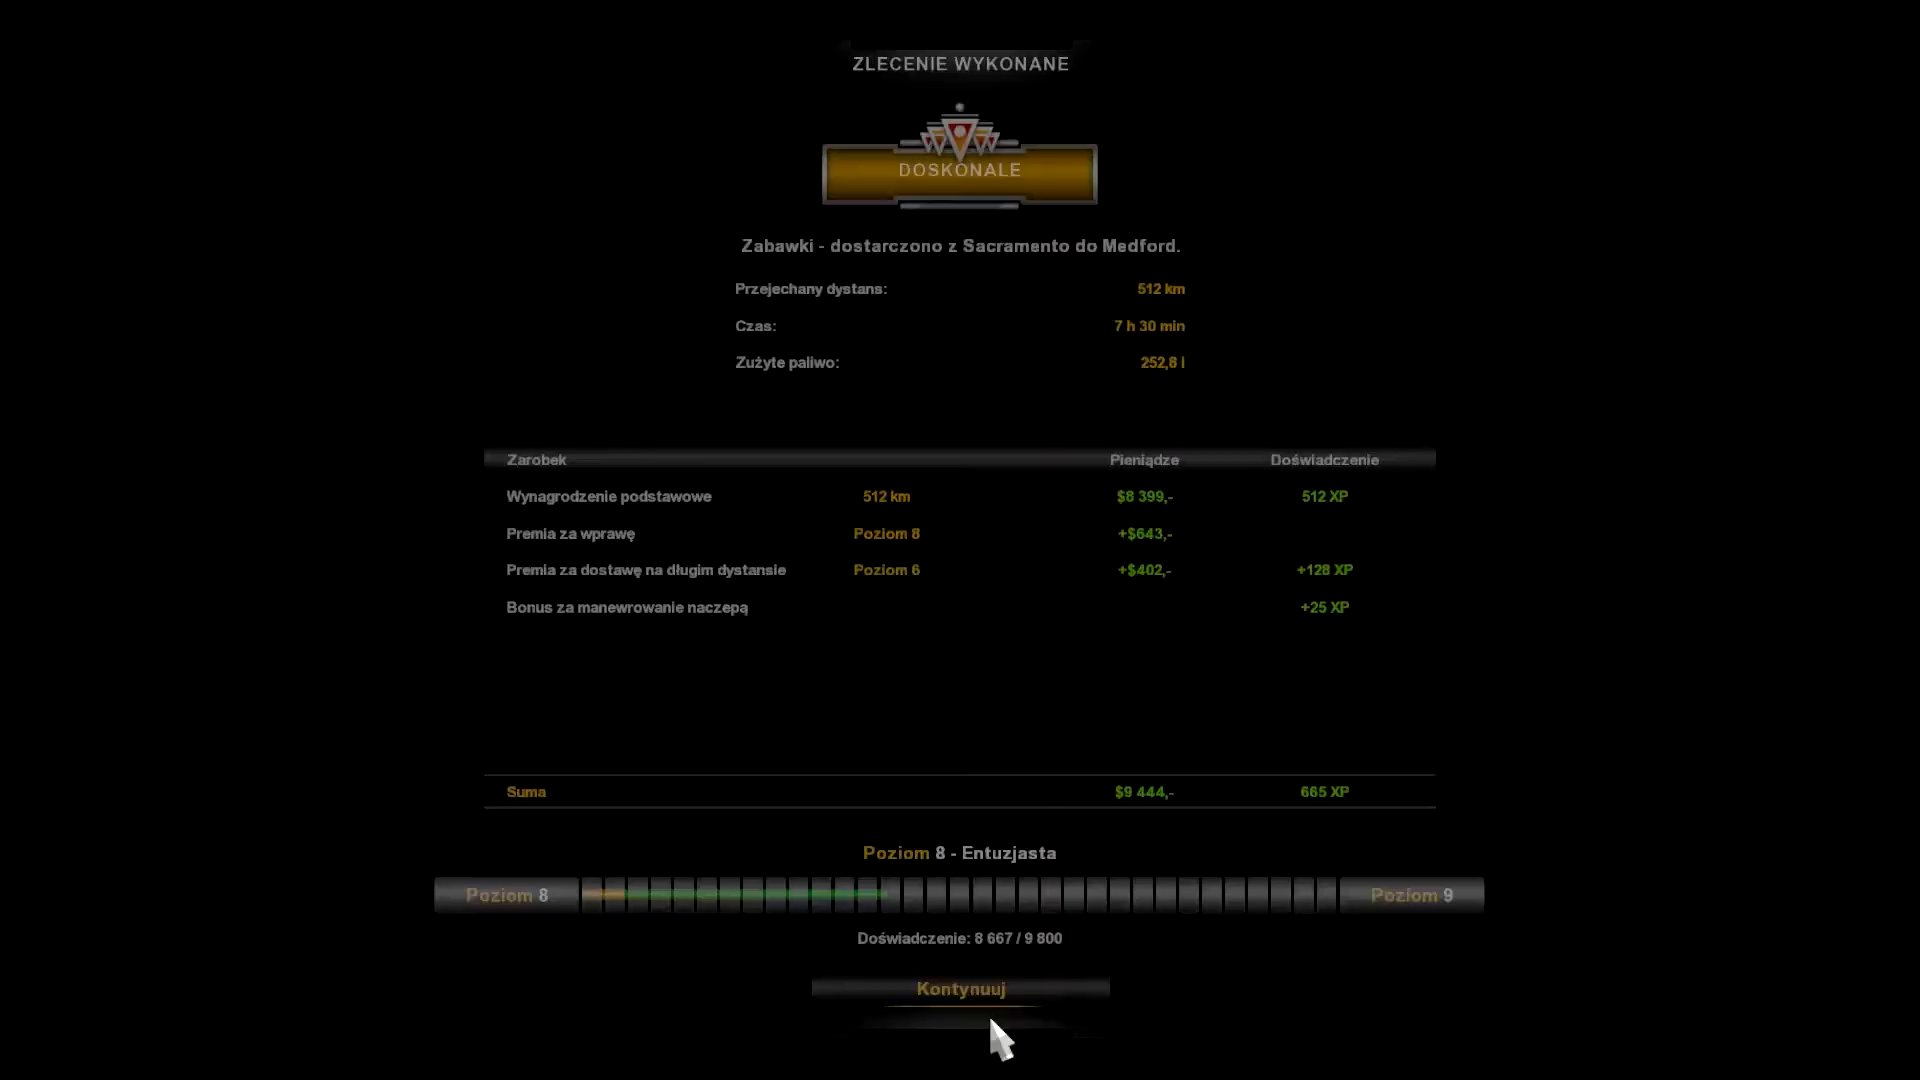 ZLECENIE WYKONANE
DOSKONALE
Zabawki - dostarczono z Sacramento do Medford.
Przejechany dystans: 512 km
Czas: 7 h 30 min
Zużyte paliwo: 252,8 l
Zarobek Pieniądze Doświadczenie
Wynagrodzenie podstawowe 512 km $8 399,- 512 XP
Premia za wprawę Poziom 8 +$643,-
Premia za dostawę na długim dystansie Poziom 6 +$402,- +128 XP
Bonus za manewrowanie naczepą +25 XP
Suma $9 444,- 665 XP
Poziom 8 - Entuzjasta
Poziom 8 Poziom 9
Doświadczenie: 8 667 / 9 800
Kontynuuj